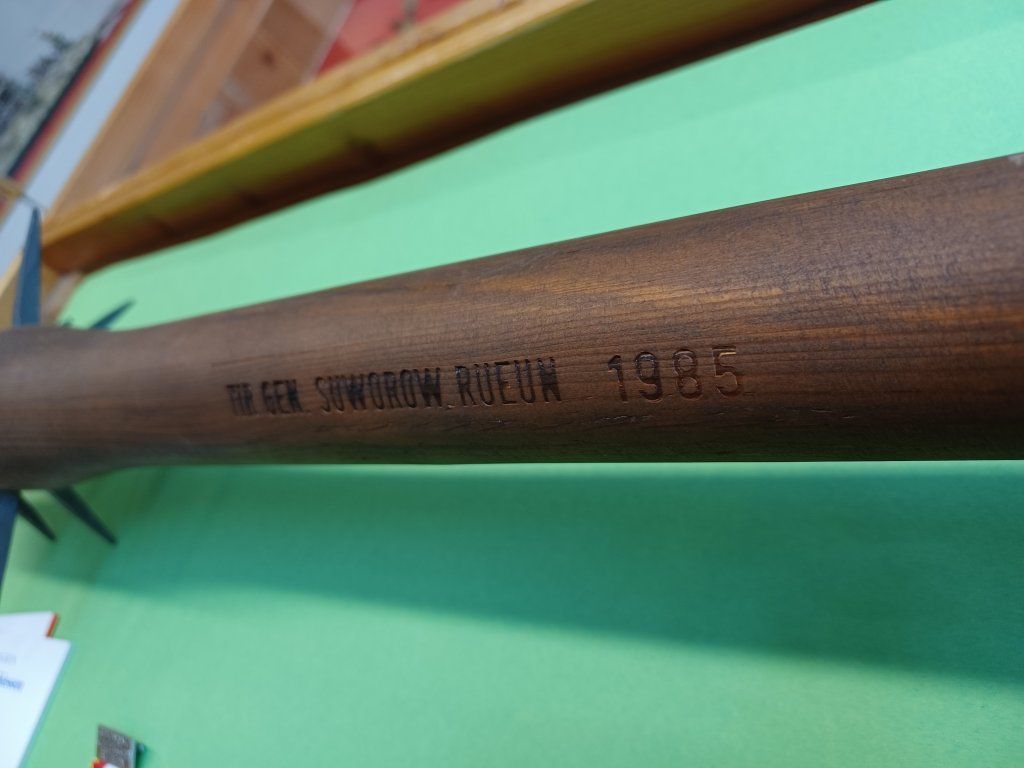 TIR. GEN. SUWOROW. RUEUN 1985